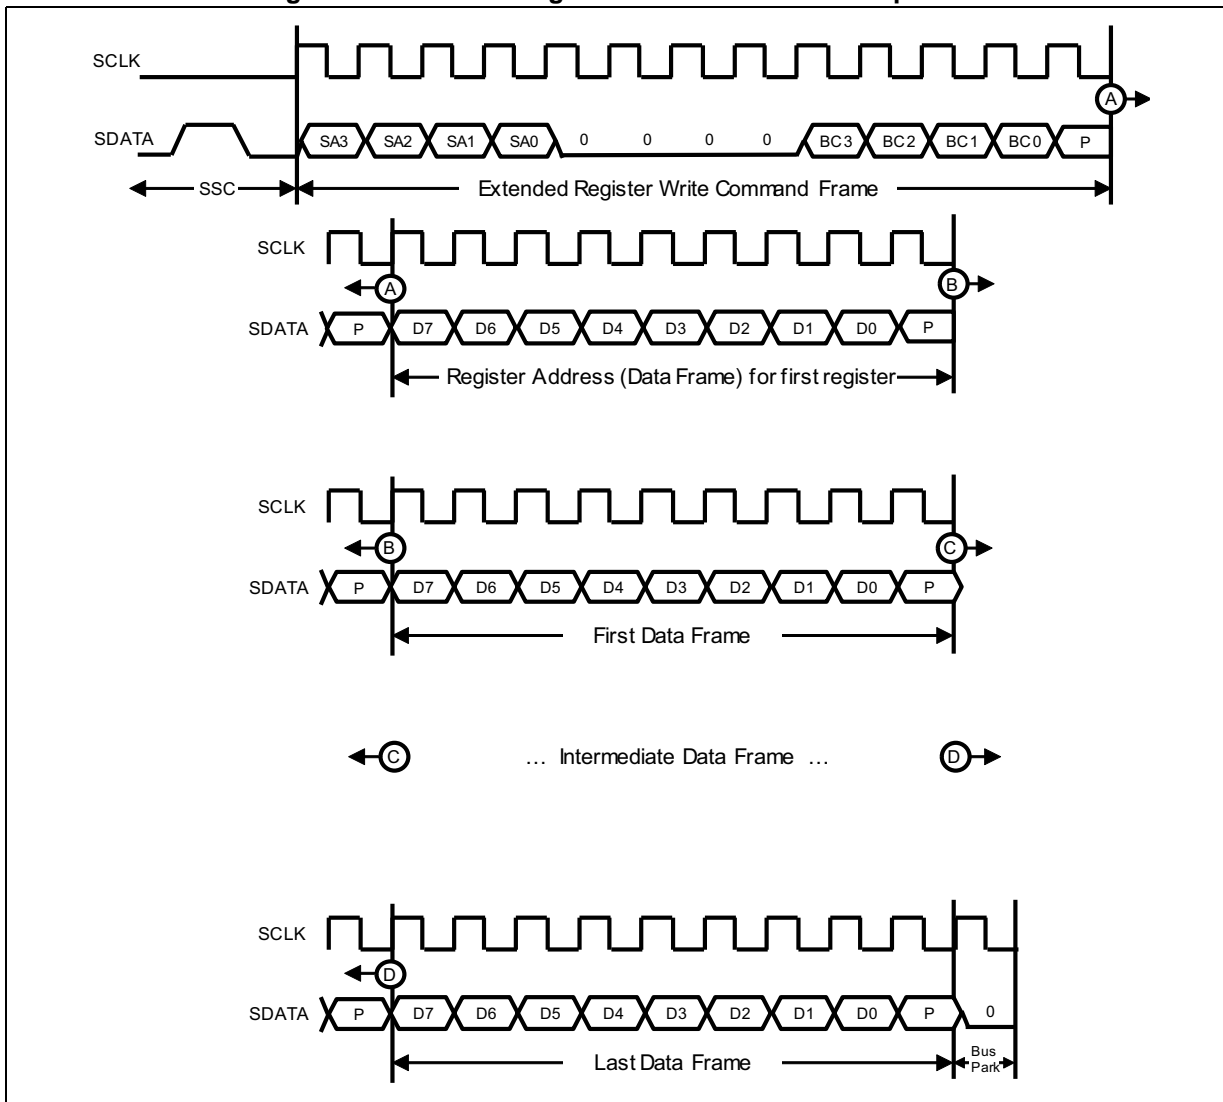 SCLK
A
SDATA SA3 SA2 SA1 SA0 0 0 0 0 BC3 BC2 BC1 BC0 P
SSC Extended Register Write Command Frame
SCLK
A B
SDATA P D7 D6 D5 D4 D3 D2 D1 D0 P
Register Address (Data Frame) for first register
SCLK
B C
SDATA P D7 D6 D5 D4 D3 D2 D1 D0 P
First Data Frame
C ... Intermediate Data Frame ... D
SCLK
D
SDATA P D7 D6 D5 D4 D3 D2 D1 D0 P 0
Last Data Frame Bus
Park